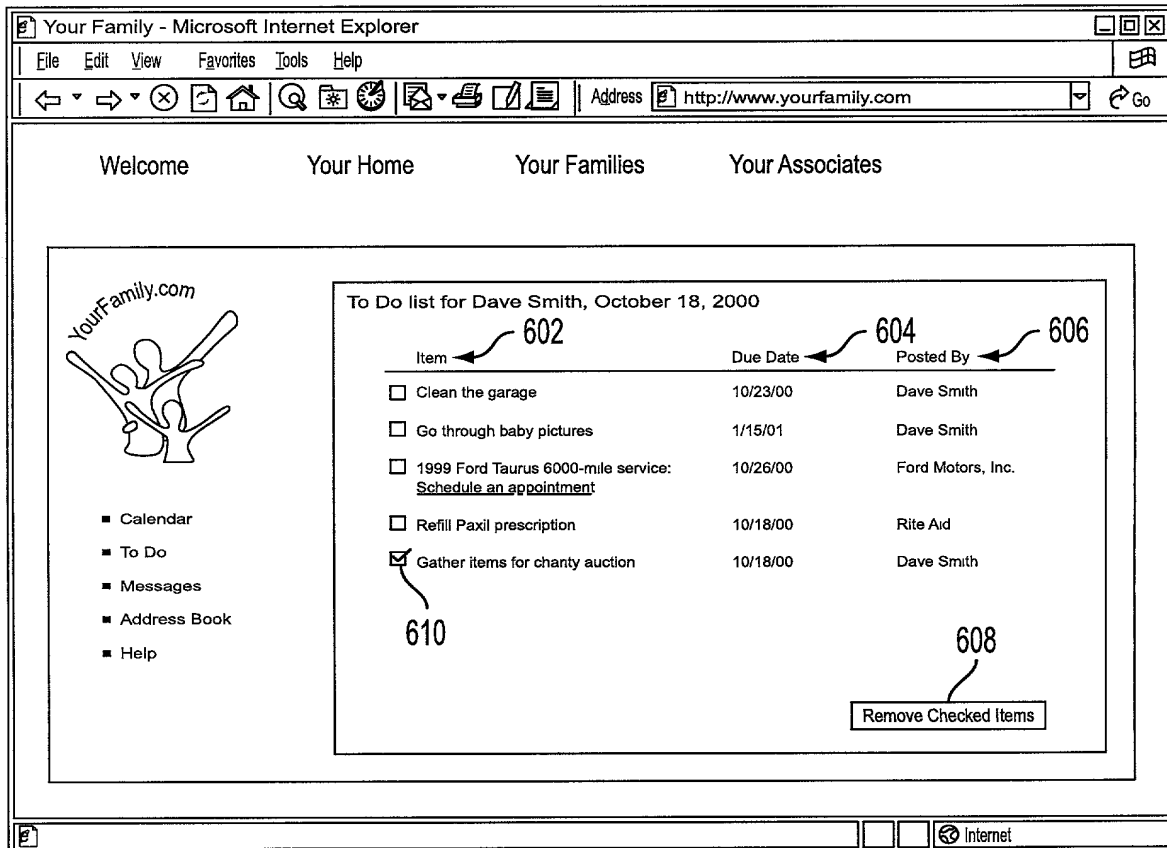 Your Family - Microsoft Internet Explorer
File Edit View Favorites Tools Help
Address http://www.yourfamily.com Go
Welcome Your Home Your Families Your Associates
YourFamily.com
To Do list for Dave Smith, October 18, 2000
602 604 606
Item Due Date Posted By
Clean the garage 10/23/00 Dave Smith
Go through baby pictures 1/15/01 Dave Smith
1999 Ford Taurus 6000-mile service: 10/26/00 Ford Motors, Inc.
Schedule an appointment
Refill Paxil prescription 10/18/00 Rite Aid
Gather items for charity auction 10/18/00 Dave Smith
610
608
Remove Checked Items
Calendar
To Do
Messages
Address Book
Help
Internet